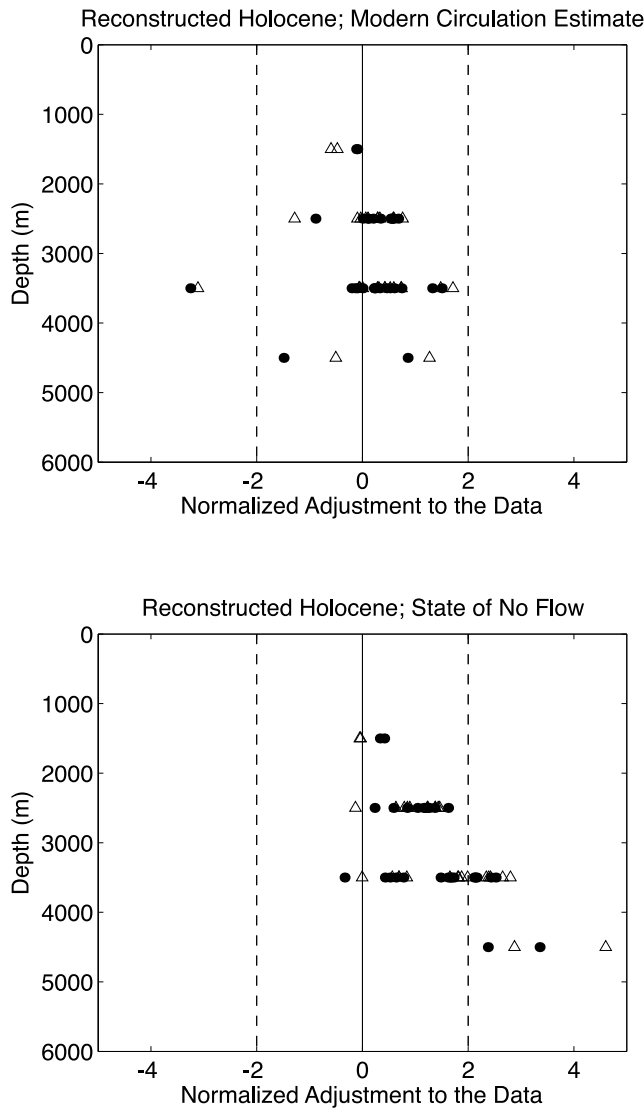 Reconstructed Holocene; Modern Circulation Estimate
0
1000
2000
3000
4000
5000
6000
Depth (m)
-4 -2 0 2 4
Normalized Adjustment to the Data
Reconstructed Holocene; State of No Flow
0
1000
2000
3000
4000
5000
6000
Depth (m)
-4 -2 0 2 4
Normalized Adjustment to the Data